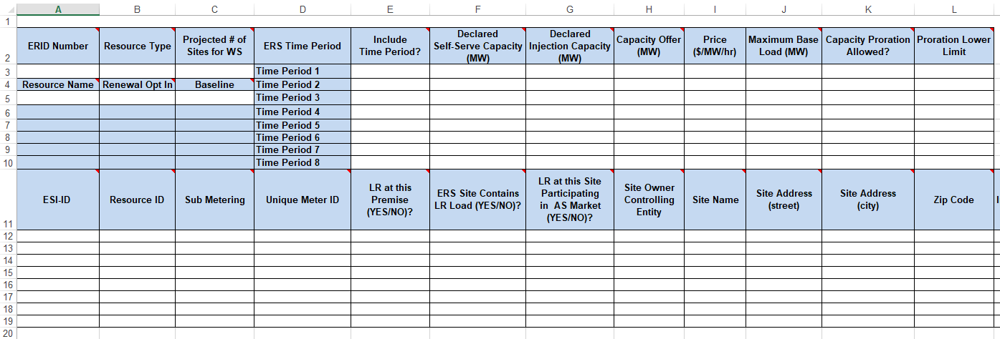 A B C D E F G H I J K L
1
2 ERID Number Resource Type Projected # of Sites for WS ERS Time Period Include Time Period? Declared Self-Serve Capacity (MW) Declared Injection Capacity (MW) Capacity Offer (MW) Price ($/MW/hr) Maximum Base Load (MW) Capacity Proration Allowed? Proration Lower Limit
3 Time Period 1
4 Resource Name Renewal Opt In Baseline Time Period 2
5 Time Period 3
6 Time Period 4
7 Time Period 5
8 Time Period 6
9 Time Period 7
10 Time Period 8
11 ESI-ID Resource ID Sub Metering Unique Meter ID LR at this Premise (YES/NO)? ERS Site Contains LR Load (YES/NO)? LR at this Site Participating in AS Market (YES/NO)? Site Owner Controlling Entity Site Name Site Address (street) Site Address (city) Zip Code
12
13
14
15
16
17
18
19
20